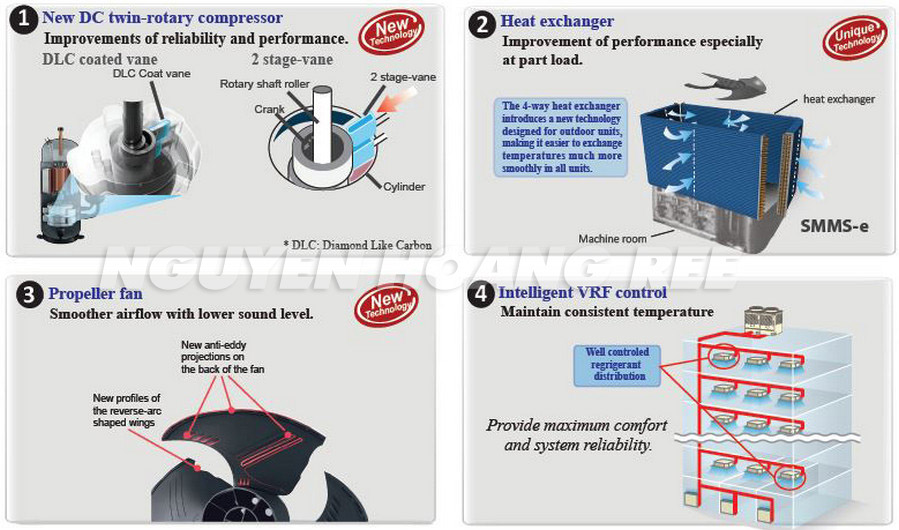 1 New DC twin-rotary compressor
Improvements of reliability and performance.
New
Technology
DLC coated vane
2 stage-vane
DLC Coat vane
Rotary shaft roller
2 stage-vane
Crank
Cylinder
* DLC: Diamond Like Carbon
2 Heat exchanger
Improvement of performance especially
at part load.
Unique
Technology
The 4-way heat exchanger
introduces a new technology
designed for outdoor units,
making it easier to exchange
temperatures much more
smoothly in all units.
heat exchanger
SMMS-e
Machine room
NGUYEN HOANG REE
3 Propeller fan
Smoother airflow with lower sound level.
New
Technology
New anti-eddy
projections on
the back of the fan
New profiles of
the reverse-arc
shaped wings
4 Intelligent VRF control
Maintain consistent temperature
Well controled
regrigerant
distribution
Provide maximum comfort
and system reliability.